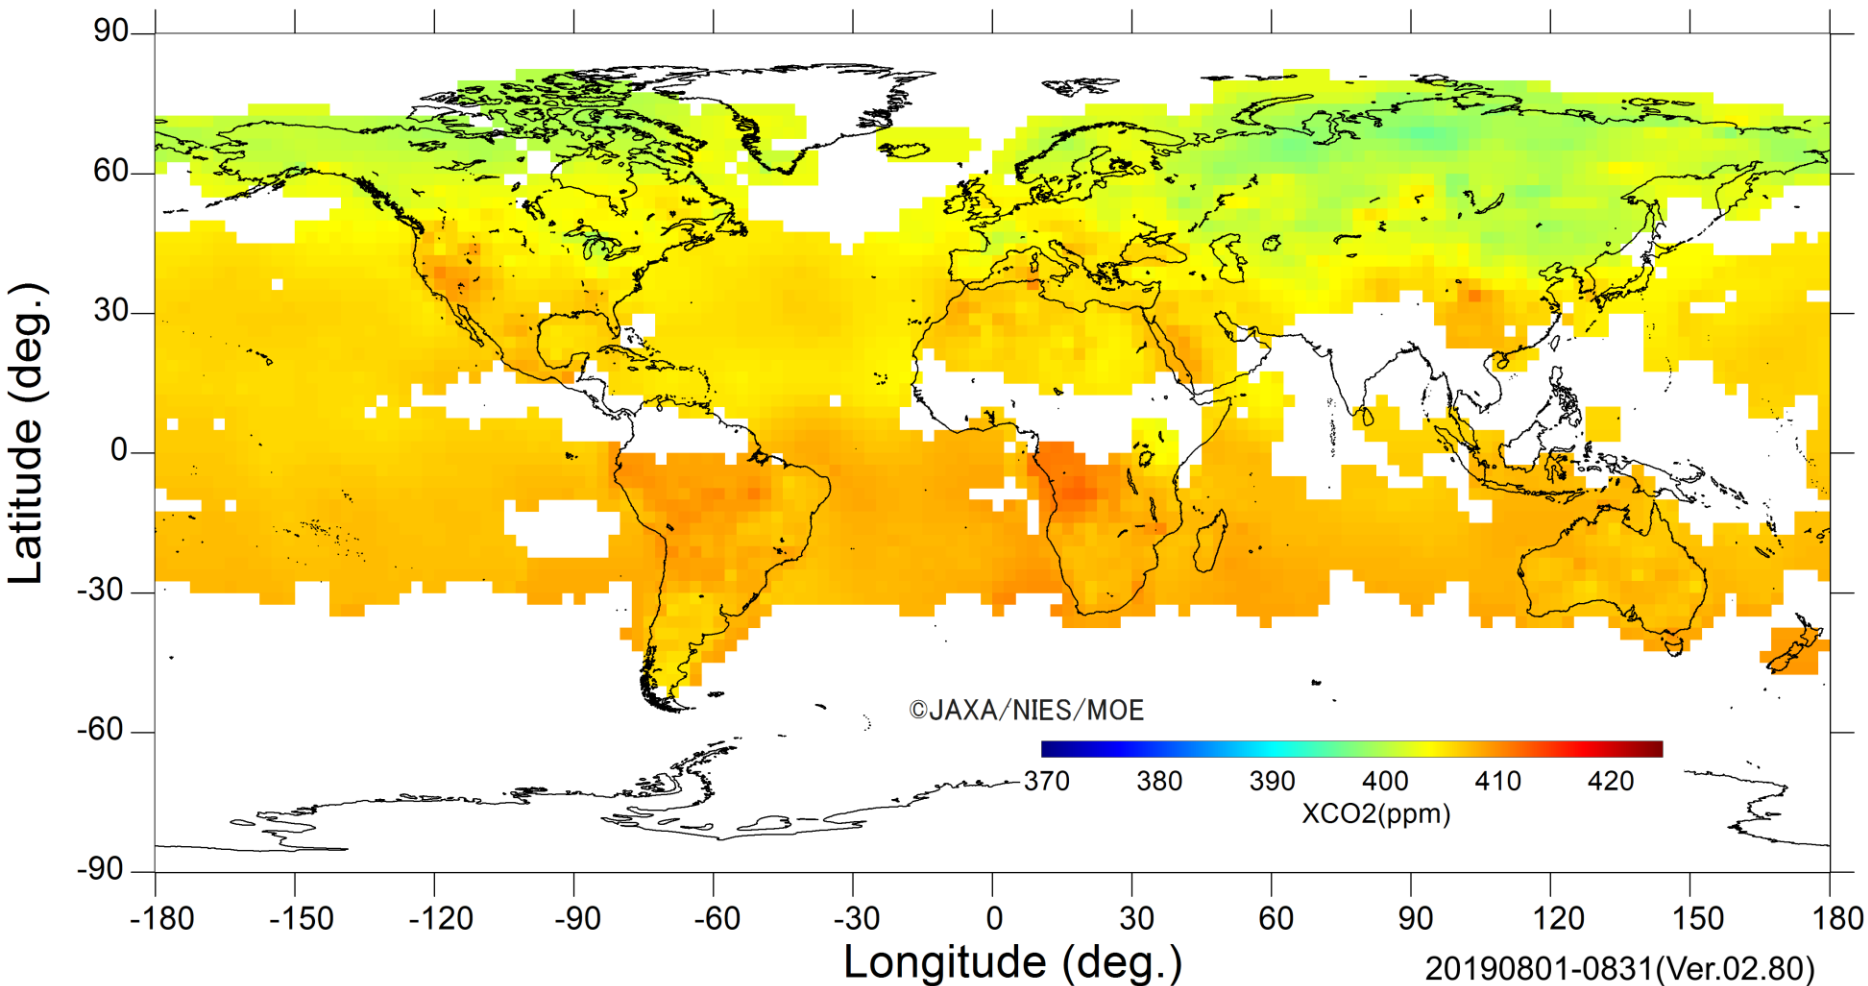 90
60
30
0
-30
-60
-90
Latitude (deg.)
©JAXA/NIES/MOE
370 380 390 400 410 420
XCO2(ppm)
-180 -150 -120 -90 -60 -30 0 30 60 90 120 150 180
Longitude (deg.)
20190801-0831(Ver.02.80)